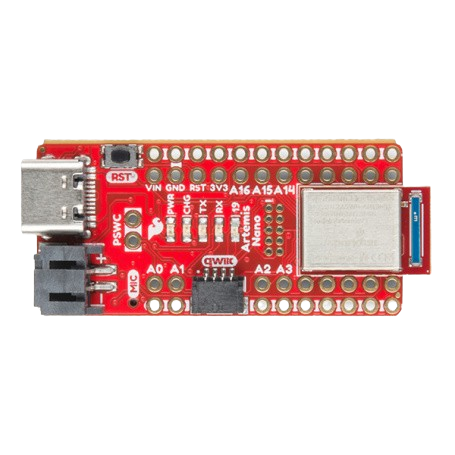 RST
VIN GND RST 3V3 A16 A15 A14
PSWC
PWR
CHG
TX
RX
19
Artemis
Nano
A0 A1
qwiic
A2 A3
MIC